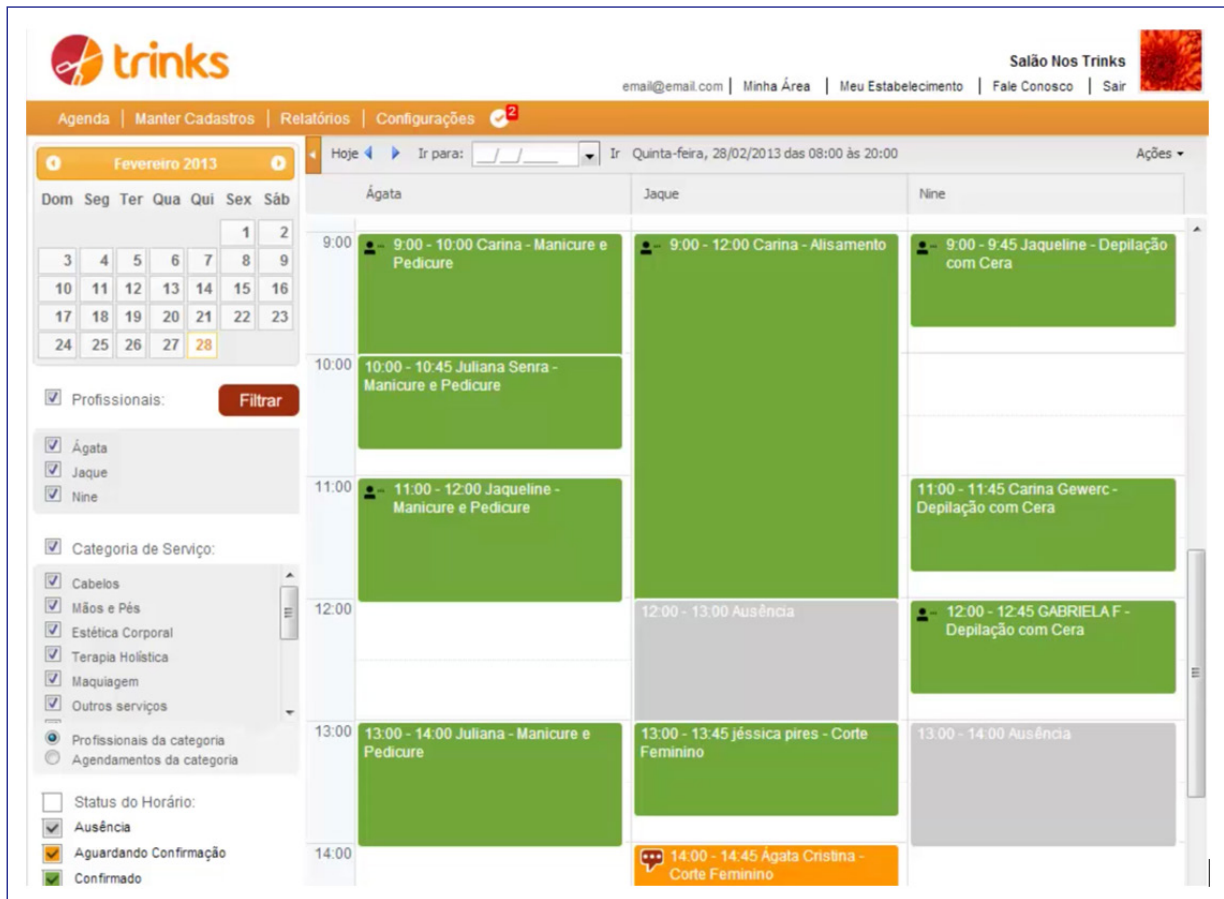 trinks
Salão Nos Trinks
email@email.com | Minha Área | Meu Estabelecimento | Fale Conosco | Sair
Agenda | Manter Cadastros | Relatórios | Configurações 2
Fevereiro 2013
Dom Seg Ter Qua Qui Sex Sáb
1 2
3 4 5 6 7 8 9
10 11 12 13 14 15 16
17 18 19 20 21 22 23
24 25 26 27 28
Profissionais:
Filtrar
Ágata
Jaque
Nine
Categoria de Serviço:
Cabelos
Mãos e Pés
Estética Corporal
Terapia Holística
Maquiagem
Outros serviços
Profissionais da categoria
Agendamentos da categoria
Status do Horário:
Ausência
Aguardando Confirmação
Confirmado
Hoje Ir para: __/__/____ Ir Quinta-feira, 28/02/2013 das 08:00 às 20:00 Ações
Ágata Jaque Nine
9:00
9:00 - 10:00 Carina - Manicure e
Pedicure
9:00 - 12:00 Carina - Alisamento
9:00 - 9:45 Jaqueline - Depilação
com Cera
10:00
10:00 - 10:45 Juliana Senra -
Manicure e Pedicure
11:00
11:00 - 12:00 Jaqueline -
Manicure e Pedicure
11:00 - 11:45 Carina Gewerc -
Depilação com Cera
12:00
12:00 - 13:00 Ausência
12:00 - 12:45 GABRIELA F -
Depilação com Cera
13:00
13:00 - 14:00 Juliana - Manicure e
Pedicure
13:00 - 13:45 jéssica pires - Corte
Feminino
13:00 - 14:00 Ausência
14:00
14:00 - 14:45 Ágata Cristina -
Corte Feminino